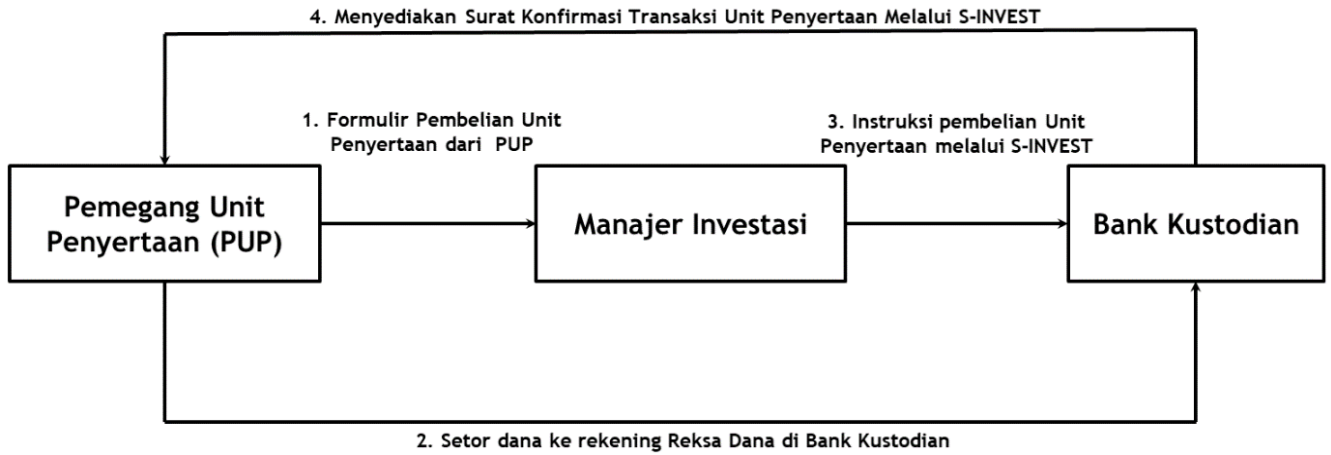 4. Menyediakan Surat Konfirmasi Transaksi Unit Penyertaan Melalui S-INVEST
1. Formulir Pembelian Unit
Penyertaan dari PUP
3. Instruksi pembelian Unit
Penyertaan melalui S-INVEST
Pemegang Unit
Penyertaan (PUP)
Manajer Investasi
Bank Kustodian
2. Setor dana ke rekening Reksa Dana di Bank Kustodian